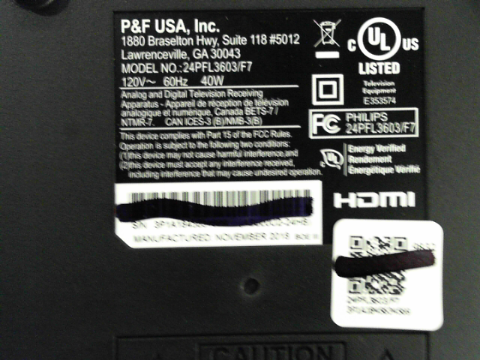 P&F USA, Inc.
1880 Braselton Hwy, Suite 118 #5012
Lawrenceville, GA 30043
MODEL NO.:24PFL3603/F7
120V~ 60Hz 40W
Analog and Digital Television Receiving
Apparatus - Appareil de réception de télévision
analogique et numérique, Canada BETS-7 /
NTMR-7. CAN ICES-3 (B)/NMB-3(B)
This device complies with Part 15 of the FCC Rules.
Operation is subject to the following two conditions:
(1)this device may not cause harmful interference,and
(2)this device must accept any interference received,
including interference that may cause undesired operation.
C UL US
LISTED
Television
Equipment
E353574
FC PHILIPS
24PFL3603/F7
UL Energy Verified
Rendement
Énergétique Vérifié
HDMI
S/N
MANUFACTURED: NOVEMBER 2018
24PFL3603/F7
CAUTION